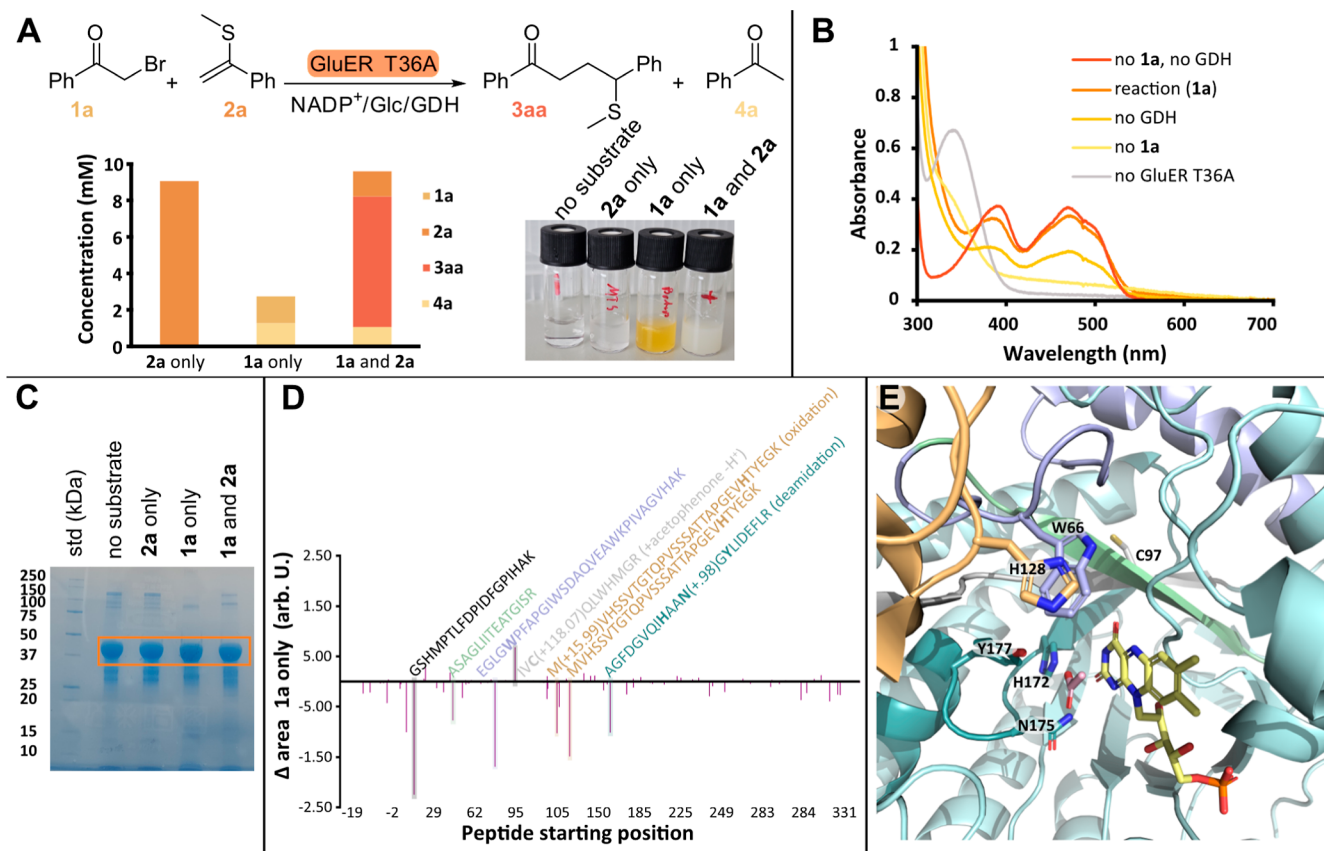 A
O
Ph
Br
1a
+
S
Ph
2a
GluER T36A
NADP+/Glc/GDH
O
Ph
Ph
S
3aa
+
O
Ph
4a
Concentration (mM)
10
8
6
4
2
0
2a only
1a only
1a and 2a
1a
2a
3aa
4a
no substrate
2a only
1a only
1a and 2a
MTS
+
B
Absorbance
1
0.8
0.6
0.4
0.2
0
300
400
500
600
700
Wavelength (nm)
no 1a, no GDH
reaction (1a)
no GDH
no 1a
no GluER T36A
C
std (kDa)
no substrate
2a only
1a only
1a and 2a
250
150
100
75
50
37
25
20
15
10
D
GSHMPTLFDPIDFGPIHAK
ASAGLIITEATGISR
EGLGWPFAPGIWSDAQVEAWKPIVAGVHAK
IVC(+118.07)QLWHMGR (+acetophenone -H+)
M(+15.99)VHSSVTGTQPVSSSATTAPGEVHTYEGK (oxidation)
MVHSSVTGTQPVSSSATTAPGEVHTYEGK
AGFDGVQIHAAN(+.98)GYLIDEFLR (deamidation)
Δ area 1a only (arb. U.)
2.50
5.00
-5.00
-1.50
-2.50
-19
-2
29
62
95
105
127
150
161
225
249
283
284
331
Peptide starting position
E
W66
C97
H128
Y177
H172
N175